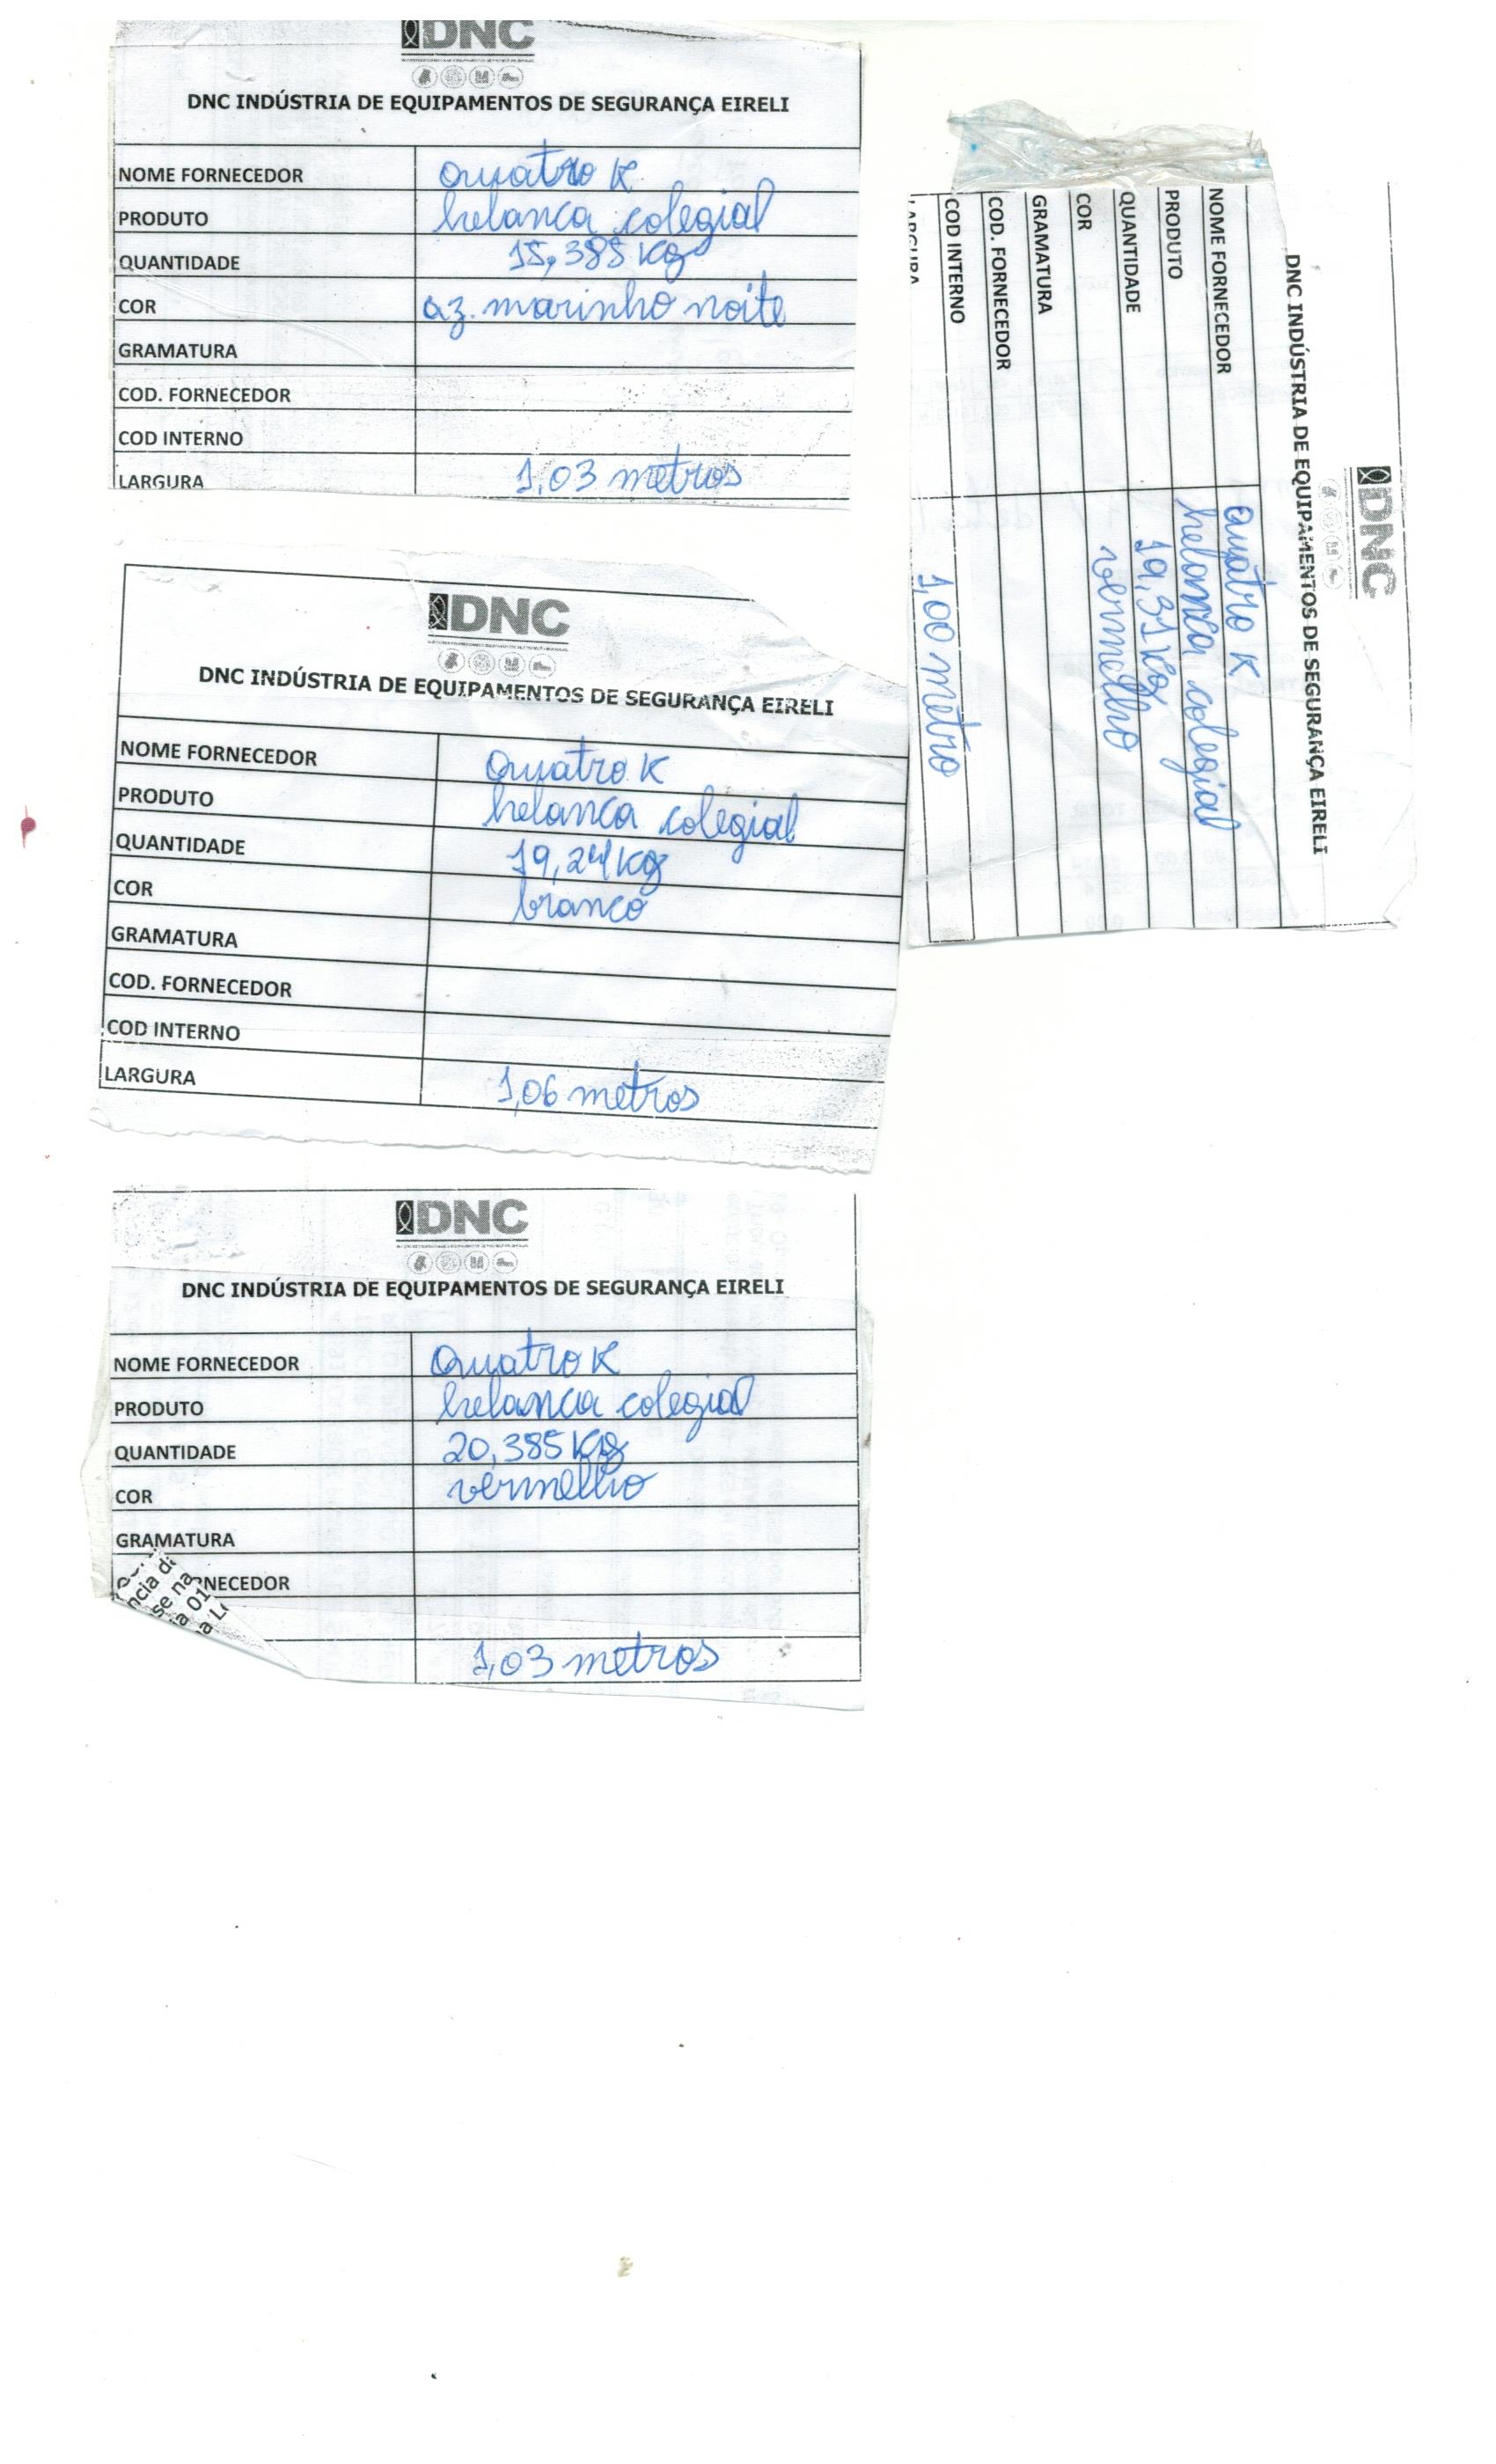 DNC
DNC INDÚSTRIA DE EQUIPAMENTOS DE SEGURANÇA EIRELI
NOME FORNECEDOR quatro K
PRODUTO helanca colegial
QUANTIDADE 15,385 kg
COR az. marinho noite
GRAMATURA
COD. FORNECEDOR
COD INTERNO
LARGURA 1,03 metros
DNC
DNC INDÚSTRIA DE EQUIPAMENTOS DE SEGURANÇA EIRELI
NOME FORNECEDOR quatro K
PRODUTO helanca colegial
QUANTIDADE 19,31 kg
COR vermelho
GRAMATURA
COD. FORNECEDOR
COD INTERNO
LARGURA 1,00 metro
DNC
DNC INDÚSTRIA DE EQUIPAMENTOS DE SEGURANÇA EIRELI
NOME FORNECEDOR Quatro K
PRODUTO helanca colegial
QUANTIDADE 19,24 kg
COR branco
GRAMATURA
COD. FORNECEDOR
COD INTERNO
LARGURA 1,06 metros
DNC
DNC INDÚSTRIA DE EQUIPAMENTOS DE SEGURANÇA EIRELI
NOME FORNECEDOR Quatro K
PRODUTO helanca colegial
QUANTIDADE 20,385 kg
COR vermelho
GRAMATURA
RNECEDOR
ncia d
se na
a 01
a L
1,03 metros